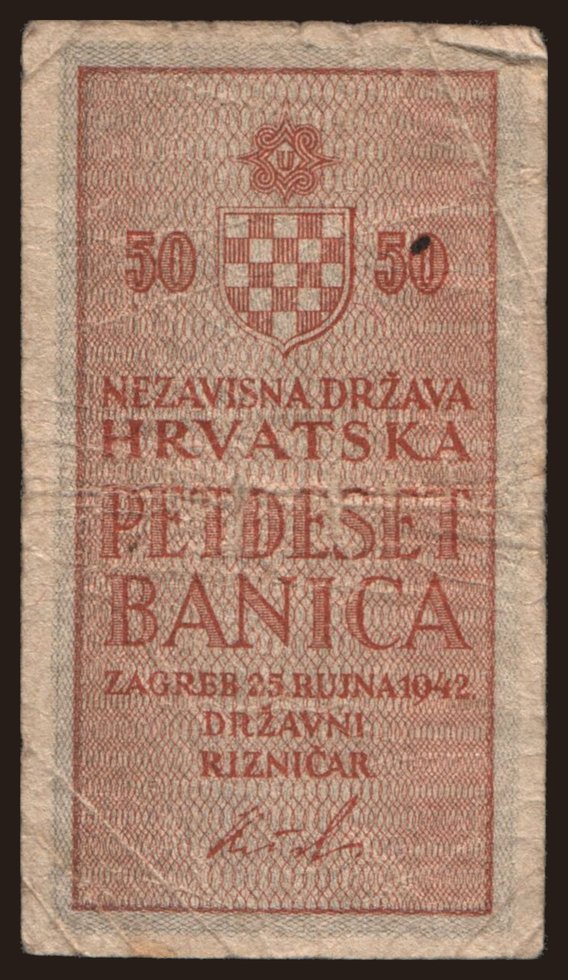 U
50 50
NEZAVISNA DRŽAVA
HRVATSKA
PETDESET
BANICA
ZAGREB 25. RUJNA 1942.
DRŽAVNI
RIZNIČAR